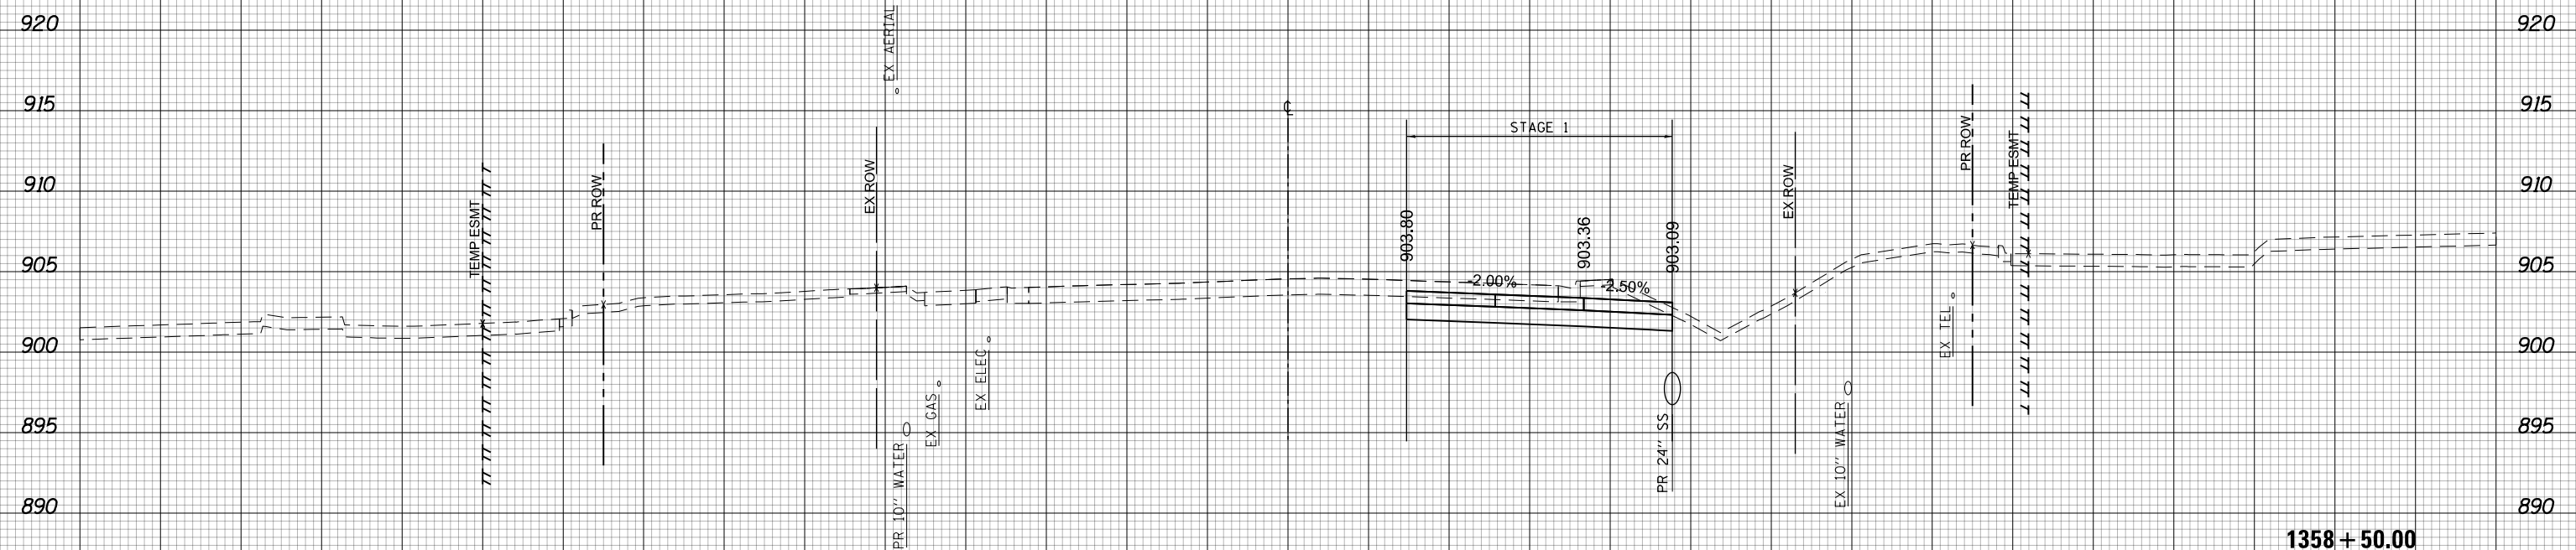 920
915
910
905
900
895
890
TEMP ESMT
PR ROW
EX ROW
EX AERIAL
PR 10'' WATER
EX GAS
EX ELEC
℄
STAGE 1
903.80
903.36
903.09
-2.00%
-2.50%
PR 24'' SS
EX ROW
EX 10'' WATER
EX TEL
PR ROW
TEMP ESMT
920
915
910
905
900
895
890
1358+50.00